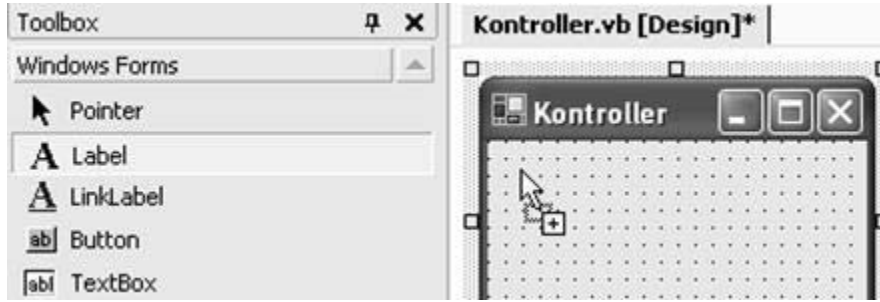 Toolbox
Windows Forms
Pointer
Label
LinkLabel
Button
TextBox
Kontroller.vb [Design]*
Kontroller